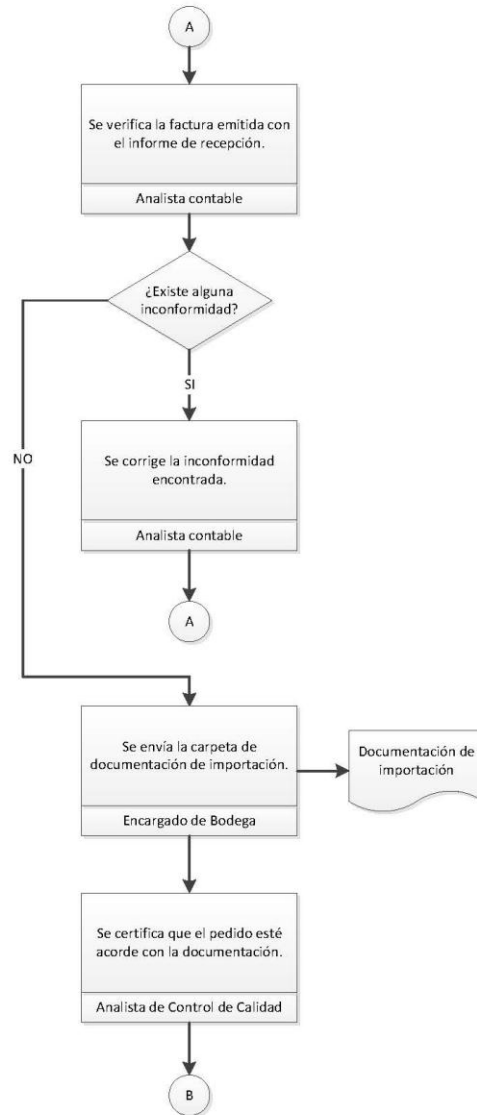 A
Se verifica la factura emitida con
el informe de recepción.
Analista contable
¿Existe alguna
inconformidad?
SI
NO
Se corrige la inconformidad
encontrada.
Analista contable
A
Se envía la carpeta de
documentación de importación.
Encargado de Bodega
Documentación de
importación
Se certifica que el pedido esté
acorde con la documentación.
Analista de Control de Calidad
B